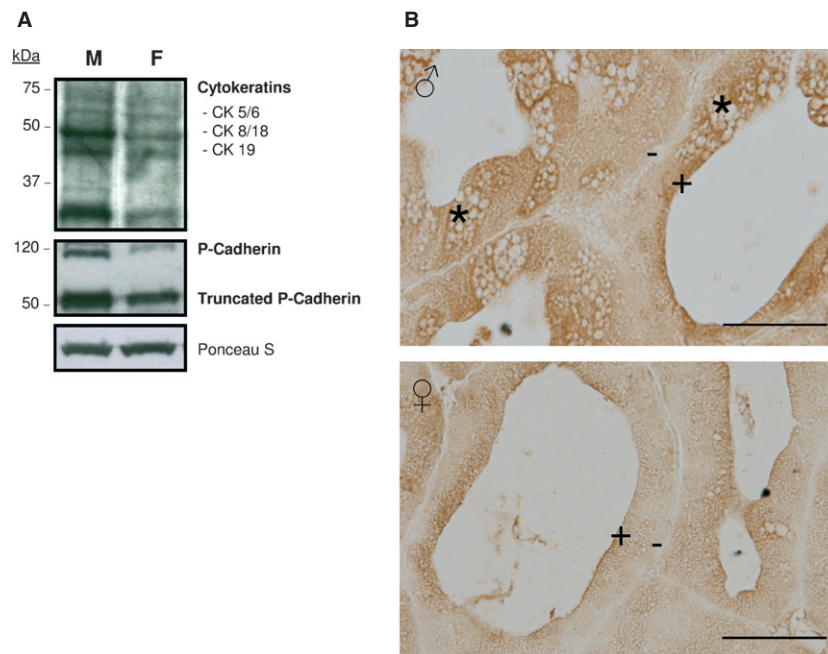 A
B
kDa
M
F
75
50
37
120
50
Cytokeratins
- CK 5/6
- CK 8/18
- CK 19
P-Cadherin
Truncated P-Cadherin
Ponceau S
♂
*
*
-
+
♀
+
-